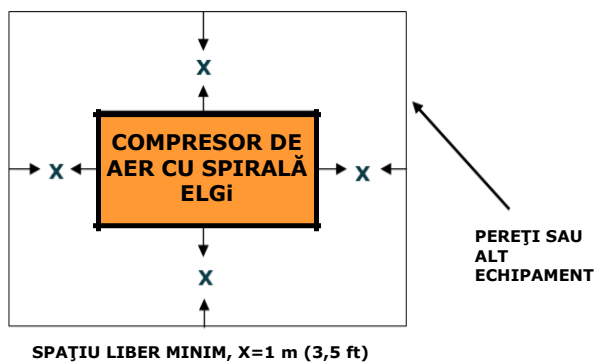 X
COMPRESOR DE
AER CU SPIRALĂ
ELGi
X
X
X
PEREŢI SAU
ALT
ECHIPAMENT
SPAŢIU LIBER MINIM, X=1 m (3,5 ft)